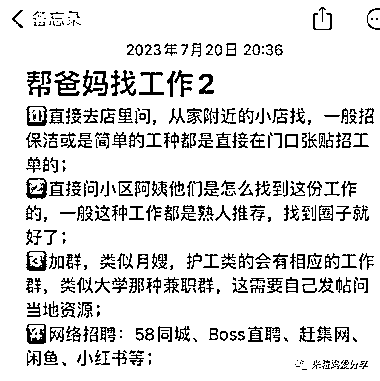 备忘录
2023年7月20日 20:36
帮爸妈找工作2
1直接去店里问，从家附近的小店找，一般招
保洁或是简单的工种都是直接在门口张贴招工
单的；
2直接问小区阿姨他们是怎么找到这份工作
的，一般这种工作都是熟人推荐，找到圈子就
好了；
3加群，类似月嫂，护工类的会有相应的工作
群，类似大学那种兼职群，这需要自己发帖问
当地资源；
4网络招聘：58同城、Boss直聘、赶集网、
闲鱼、小红书等；